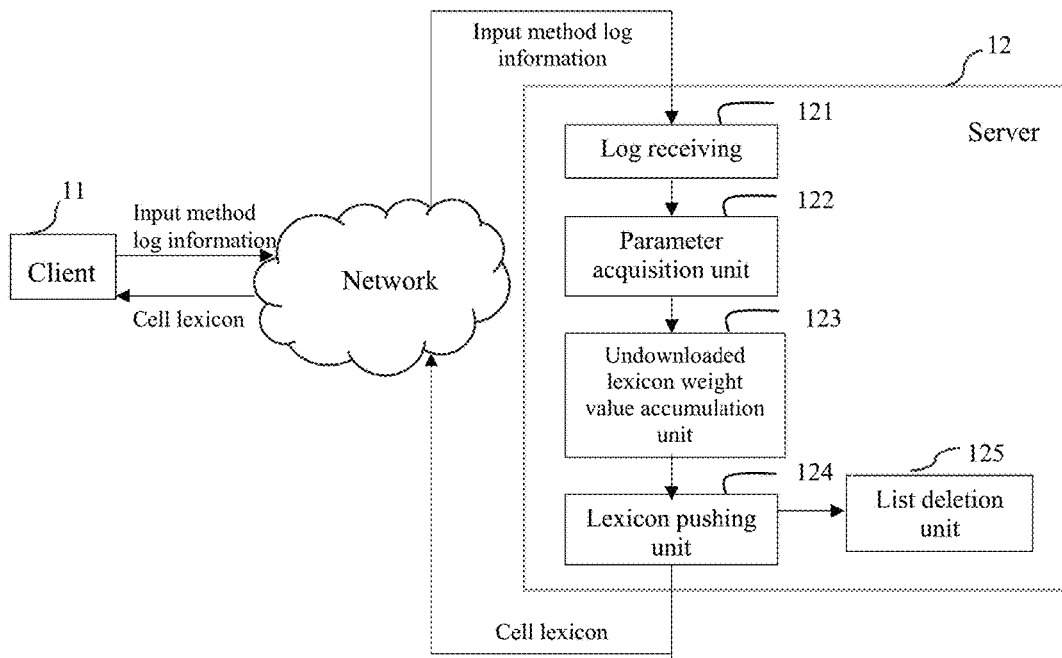 Input method log
information
12
121
Server
Log receiving
11
122
Input method
log information
Parameter
acquisition unit
Client
Network
Cell lexicon
123
Undownloaded
lexicon weight
value accumulation
unit
124
125
Lexicon pushing
unit
List deletion
unit
Cell lexicon